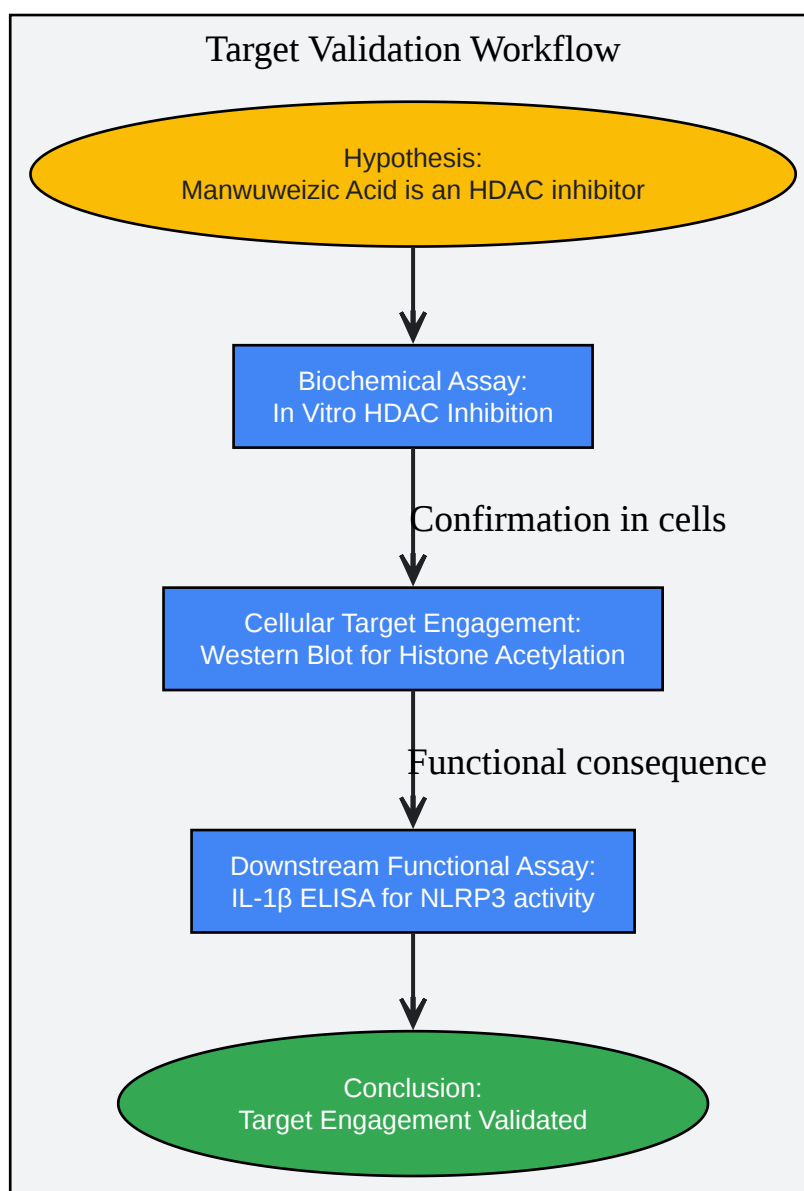 Target Validation Workflow
Hypothesis:
Manwuweizic Acid is an HDAC inhibitor
Biochemical Assay:
In Vitro HDAC Inhibition
Confirmation in cells
Cellular Target Engagement:
Western Blot for Histone Acetylation
Functional consequence
Downstream Functional Assay:
IL-1β ELISA for NLRP3 activity
Conclusion:
Target Engagement Validated